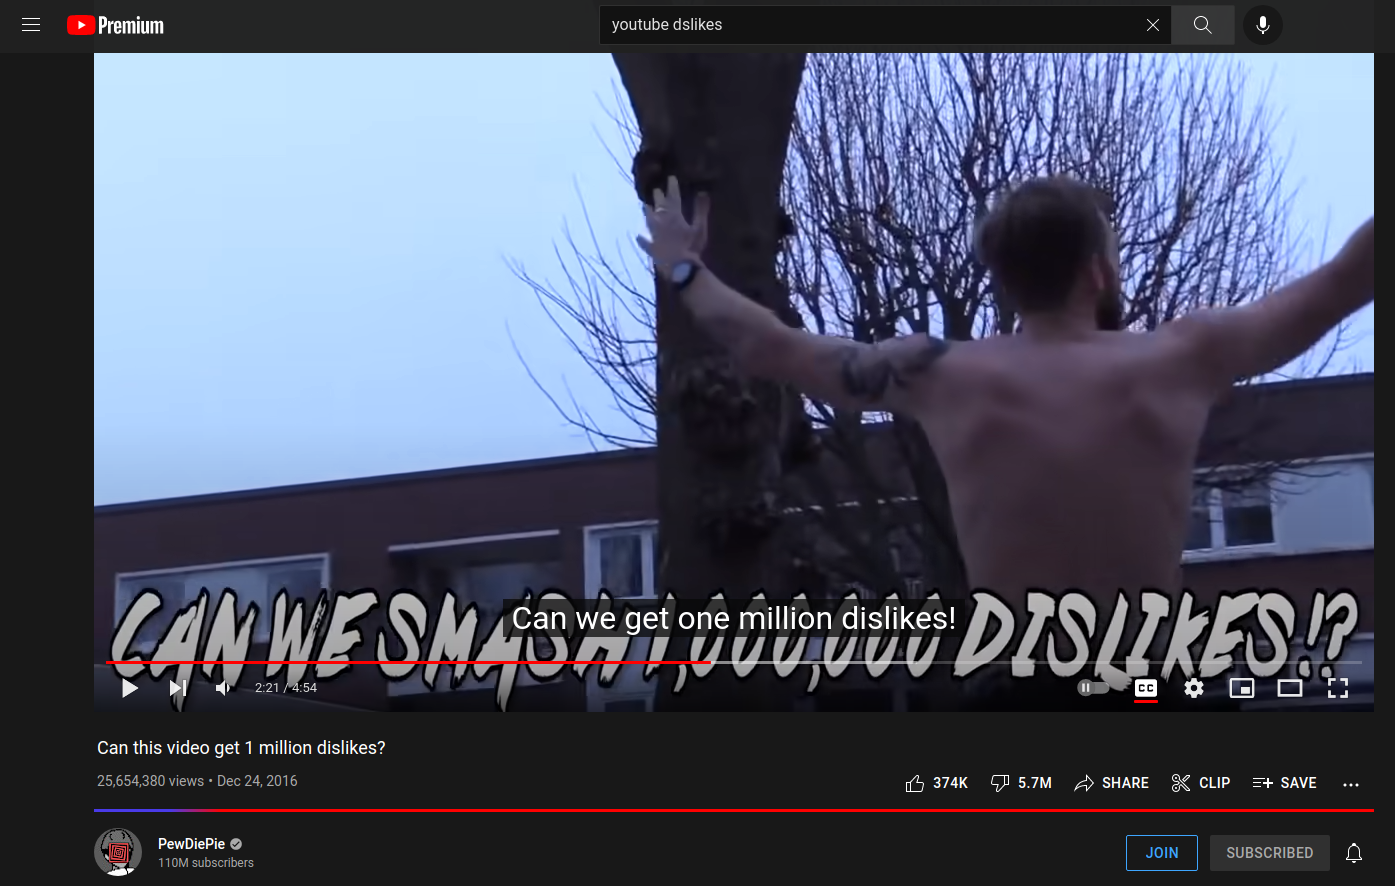 Premium
youtube dslikes
CAN WE SMASH 1,000,000 DISLIKES!?
Can we get one million dislikes!
2:21 / 4:54
CC
Can this video get 1 million dislikes?
25,654,380 views • Dec 24, 2016
374K 5.7M SHARE CLIP SAVE
PewDiePie
110M subscribers
JOIN SUBSCRIBED